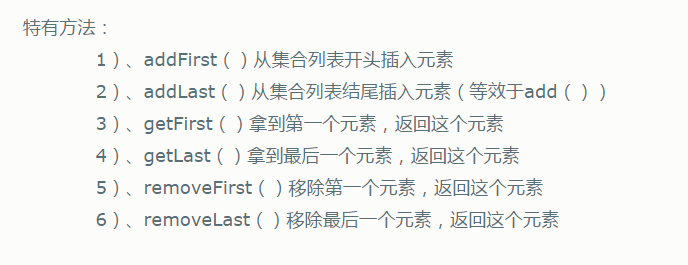 特有方法：
1）、addFirst（）从集合列表开头插入元素
2）、addLast（）从集合列表结尾插入元素（等效于add（））
3）、getFirst（）拿到第一个元素，返回这个元素
4）、getLast（）拿到最后一个元素，返回这个元素
5）、removeFirst（）移除第一个元素，返回这个元素
6）、removeLast（）移除最后一个元素，返回这个元素